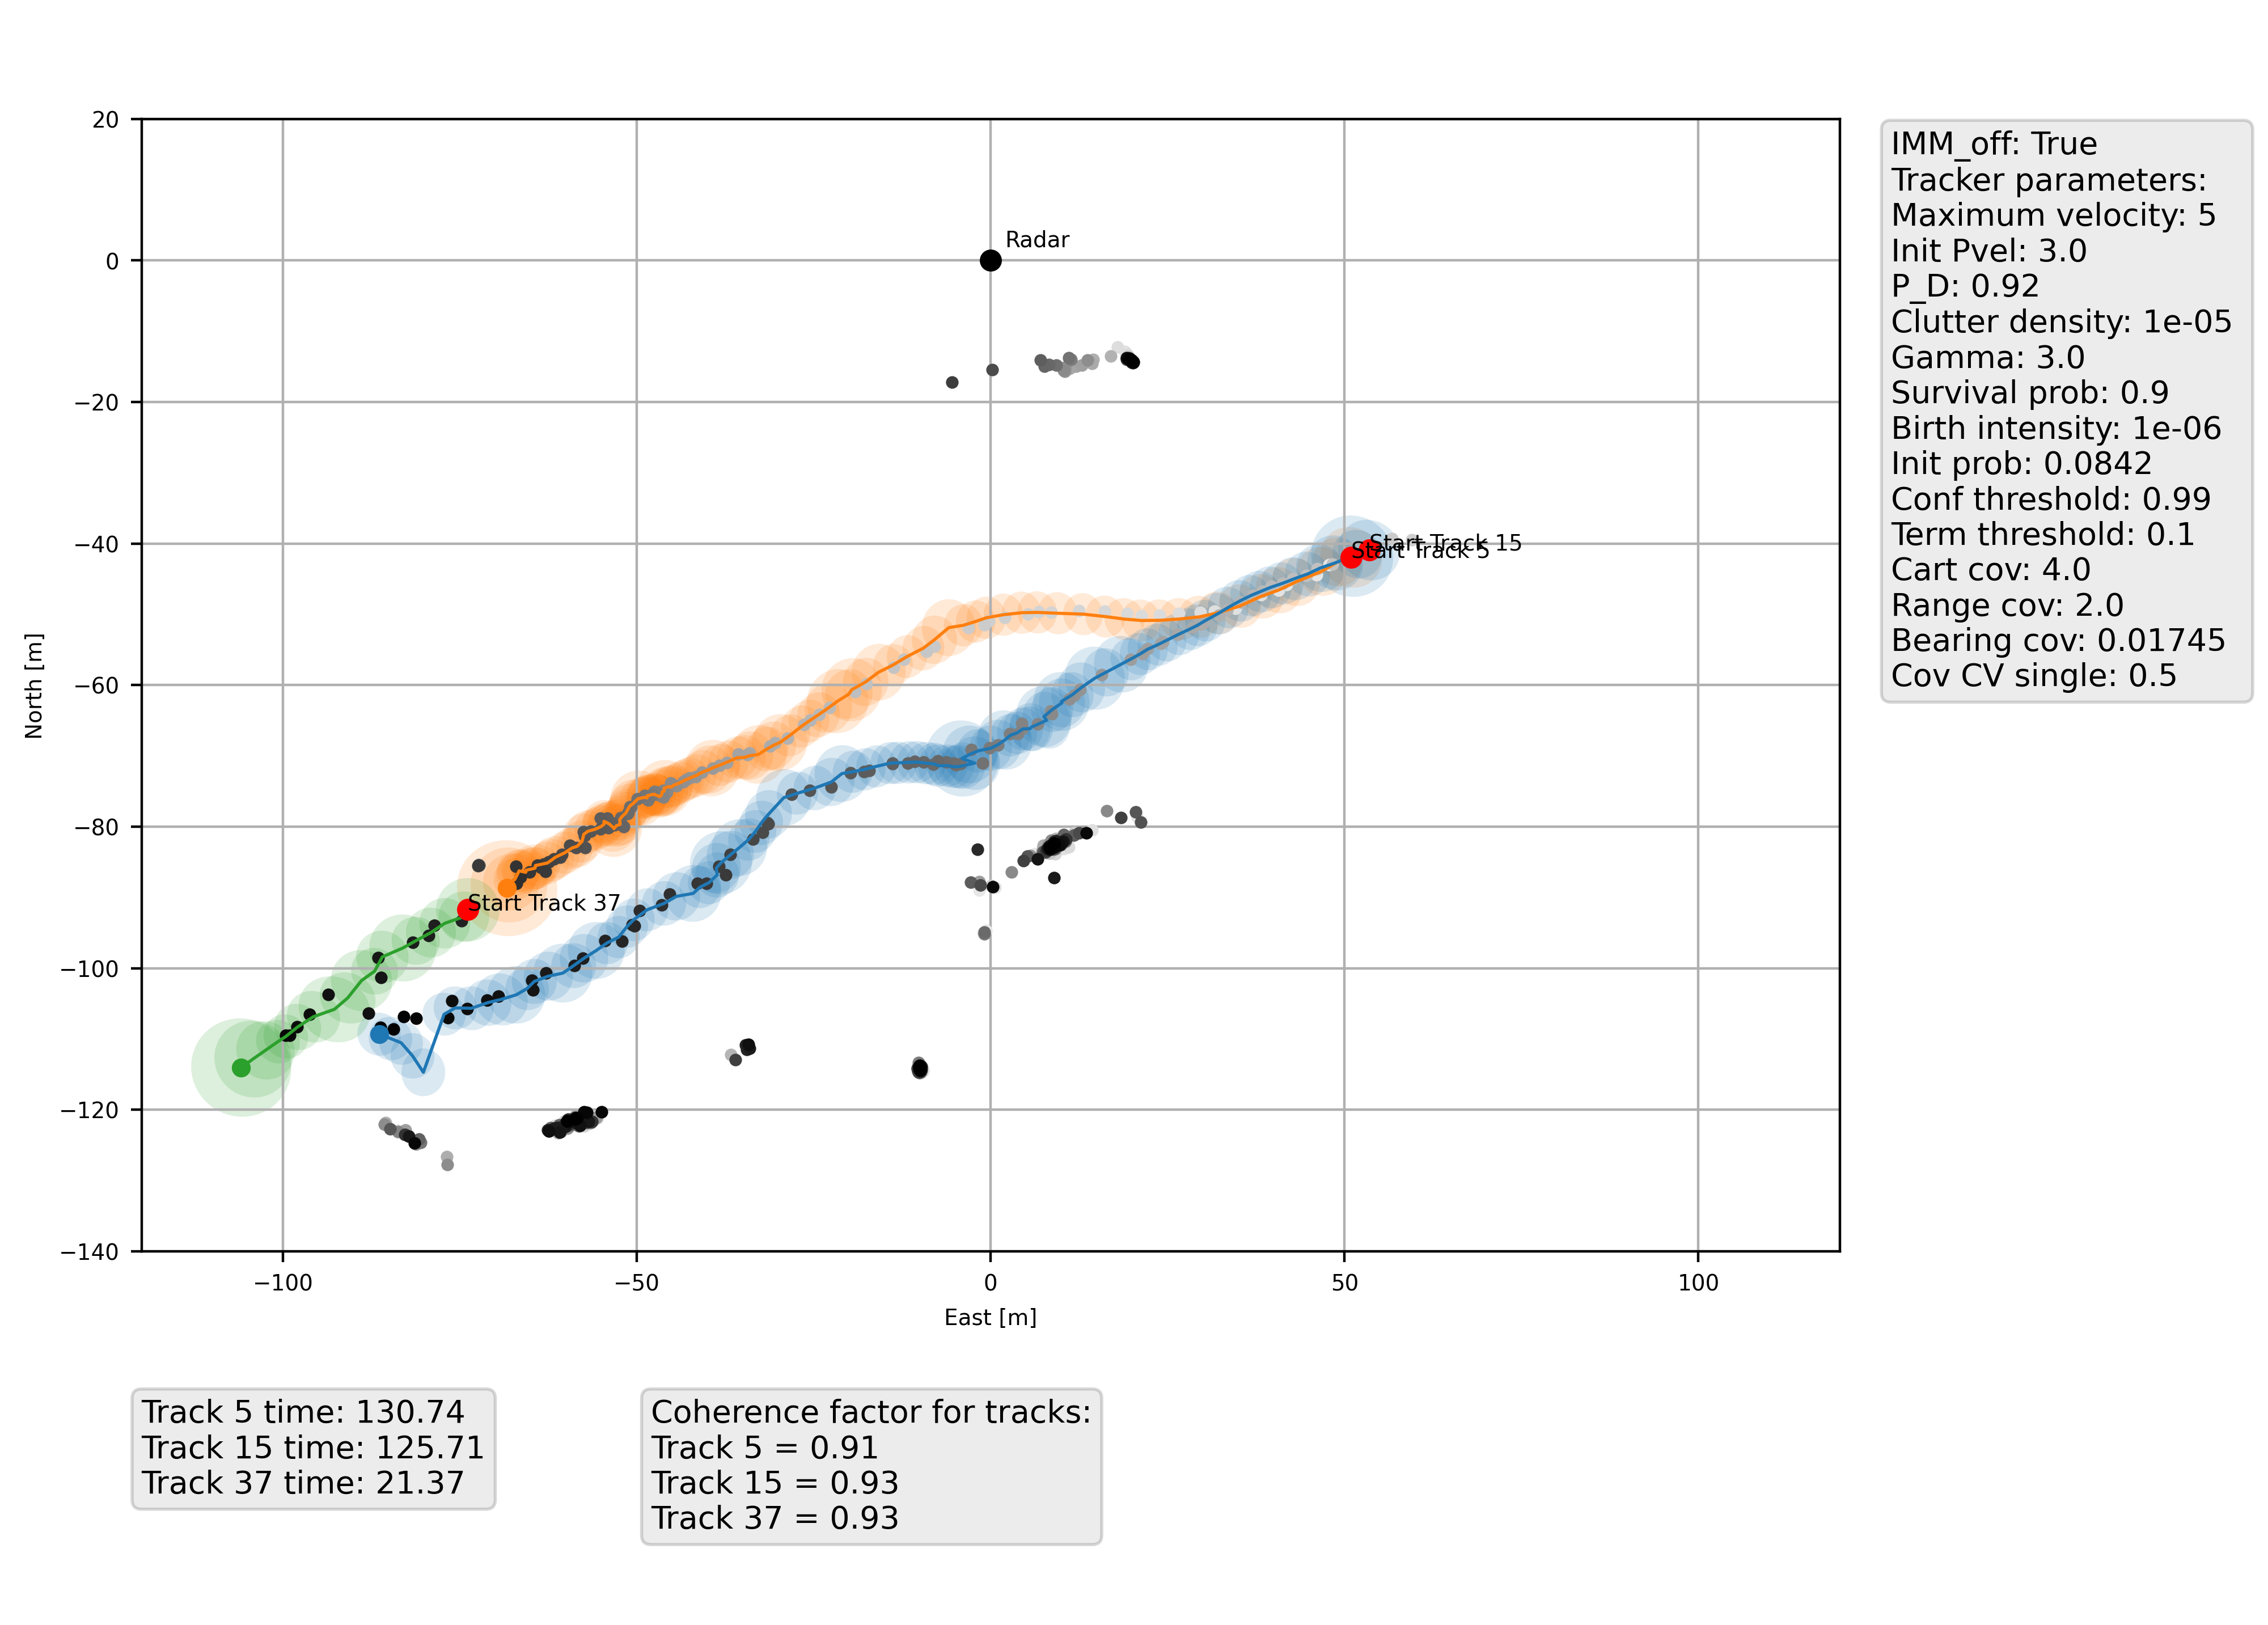 20
0
−20
−40
−60
−80
−100
−120
−140
−100
−50
0
50
100
North [m]
East [m]
Radar
Start Track 15
Start Track 5
Start Track 37
IMM_off: True
Tracker parameters:
Maximum velocity: 5
Init Pvel: 3.0
P_D: 0.92
Clutter density: 1e-05
Gamma: 3.0
Survival prob: 0.9
Birth intensity: 1e-06
Init prob: 0.0842
Conf threshold: 0.99
Term threshold: 0.1
Cart cov: 4.0
Range cov: 2.0
Bearing cov: 0.01745
Cov CV single: 0.5
Track 5 time: 130.74
Track 15 time: 125.71
Track 37 time: 21.37
Coherence factor for tracks:
Track 5 = 0.91
Track 15 = 0.93
Track 37 = 0.93